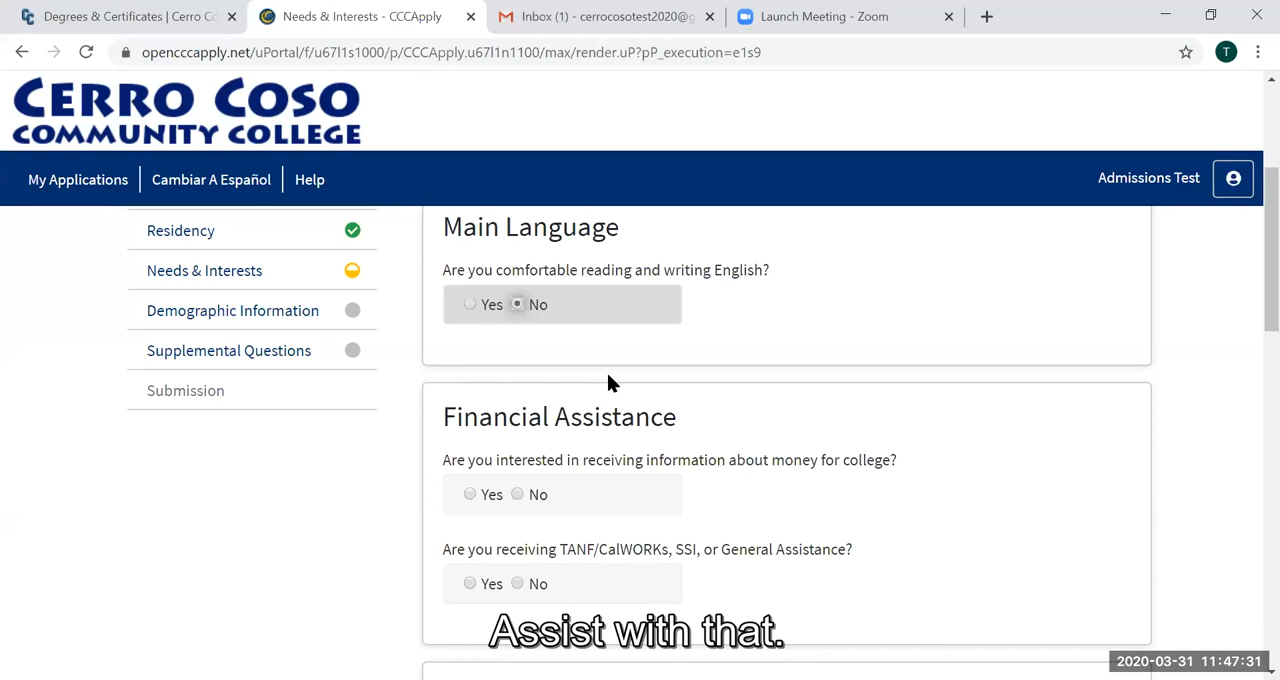 Degrees & Certificates | Cerro Co
Needs & Interests - CCCApply
Inbox (1) - cerrocosotest2020@g
Launch Meeting - Zoom
opencccapply.net/uPortal/f/u67l1s1000/p/CCCApply.u67l1n1100/max/render.uP?pP_execution=e1s9
T
CERRO COSO
COMMUNITY COLLEGE
My Applications
Cambiar A Español
Help
Admissions Test
Residency
Needs & Interests
Demographic Information
Supplemental Questions
Submission
Main Language
Are you comfortable reading and writing English?
Yes No
Financial Assistance
Are you interested in receiving information about money for college?
Yes No
Are you receiving TANF/CalWORKs, SSI, or General Assistance?
Yes No
Assist with that.
2020-03-31 11:47:31